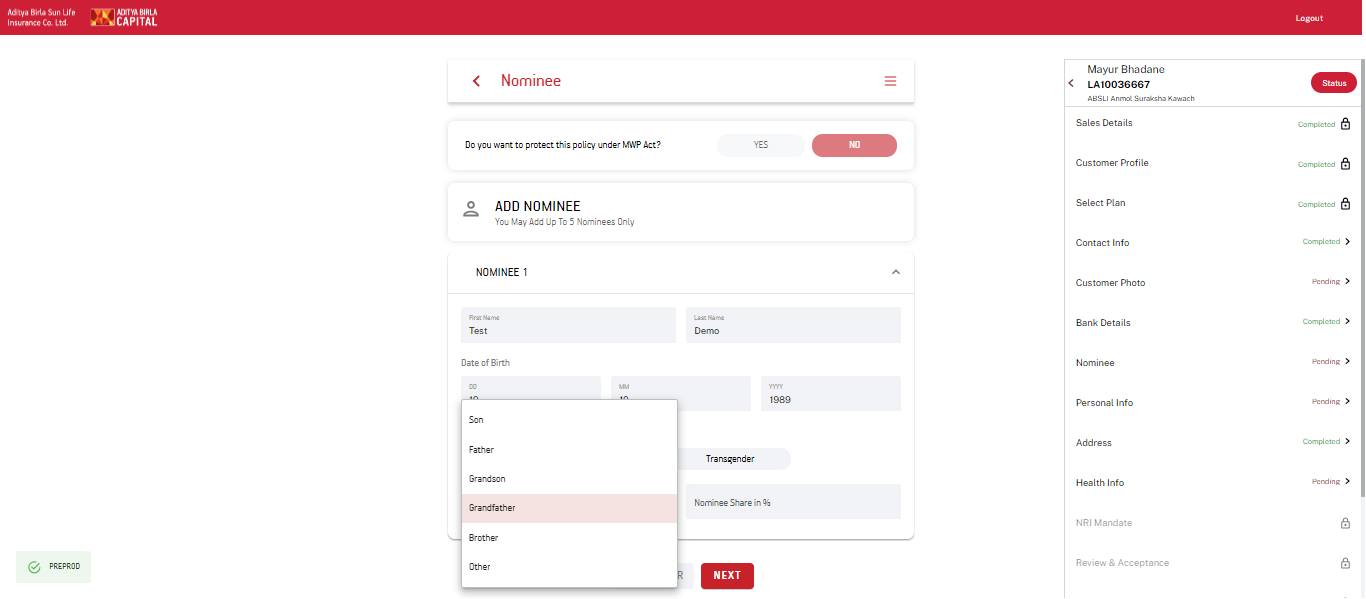 Aditya Birla Sun Life
Insurance Co. Ltd.
ADITYA BIRLA
CAPITAL
Logout
Nominee
Do you want to protect this policy under MWP Act?
YES
NO
ADD NOMINEE
You May Add Up To 5 Nominees Only
NOMINEE 1
First Name
Test
Last Name
Demo
Date of Birth
DD
MM
YYYY
1989
Son
Father
Grandson
Grandfather
Brother
Other
Transgender
Nominee Share in %
R
NEXT
PREPROD
Mayur Bhadane
LA10036667
ABSLI Anmol Suraksha Kawach
Status
Sales Details
Completed
Customer Profile
Completed
Select Plan
Completed
Contact Info
Completed
Customer Photo
Pending
Bank Details
Completed
Nominee
Pending
Personal Info
Pending
Address
Completed
Health Info
Pending
NRI Mandate
Review & Acceptance